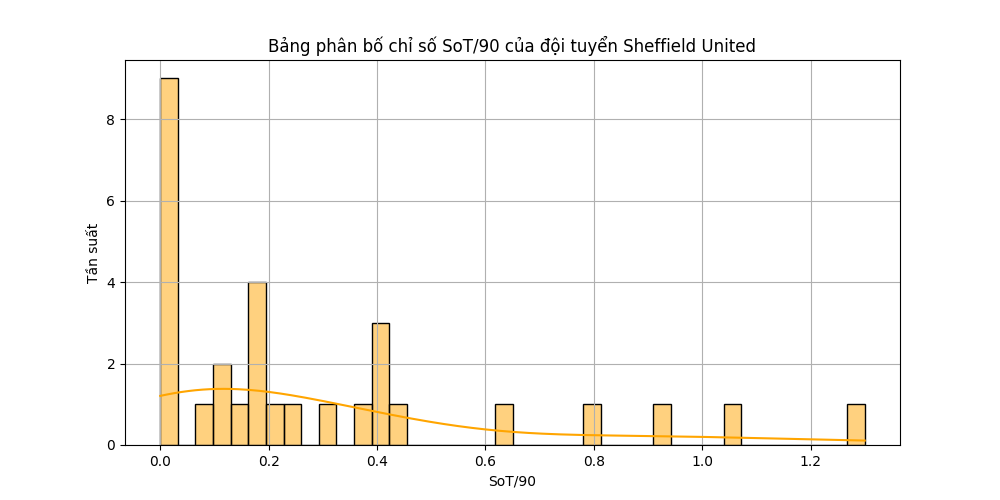 Bảng phân bố chỉ số SoT/90 của đội tuyển Sheffield United
Tần suất
8
6
4
2
0
0.0 0.2 0.4 0.6 0.8 1.0 1.2
SoT/90